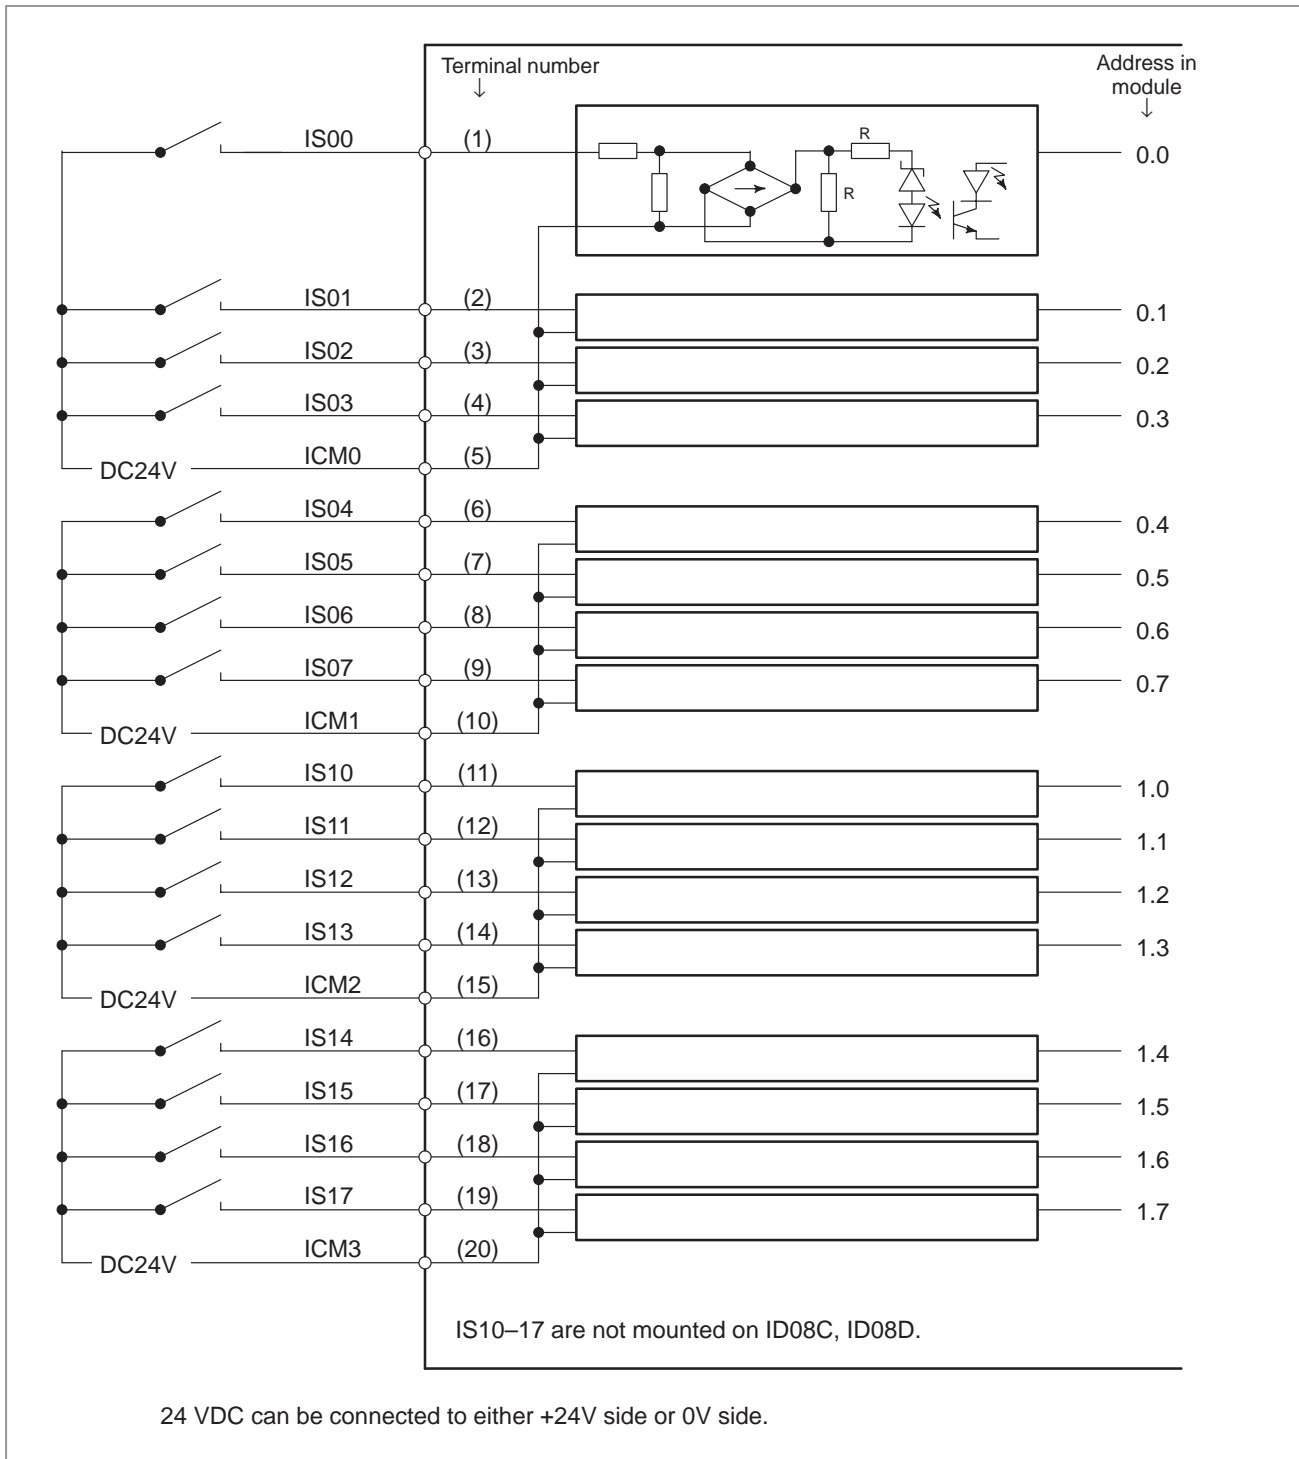 Terminal number
↓
Address in
module
↓
IS00 (1) 0.0
R
R
IS01 (2) 0.1
IS02 (3) 0.2
IS03 (4) 0.3
DC24V ICM0 (5)
IS04 (6) 0.4
IS05 (7) 0.5
IS06 (8) 0.6
IS07 (9) 0.7
DC24V ICM1 (10)
IS10 (11) 1.0
IS11 (12) 1.1
IS12 (13) 1.2
IS13 (14) 1.3
DC24V ICM2 (15)
IS14 (16) 1.4
IS15 (17) 1.5
IS16 (18) 1.6
IS17 (19) 1.7
DC24V ICM3 (20)
IS10–17 are not mounted on ID08C, ID08D.
24 VDC can be connected to either +24V side or 0V side.